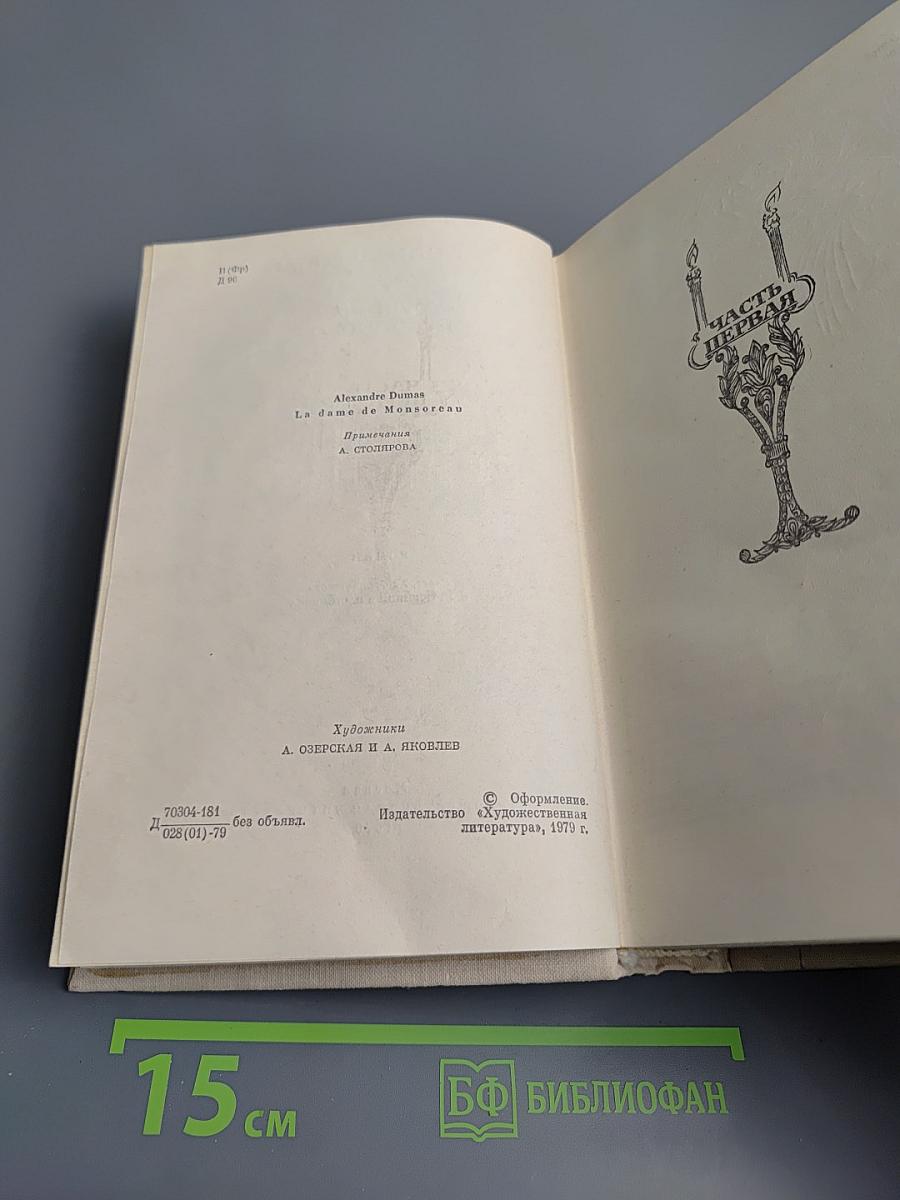 И(Фр)
Д 96
Alexandre Dumas
La dame de Monsoreau
Примечания
А. СТОЛЯРОВА
Художники
А. ОЗЕРСКАЯ И А. ЯКОВЛЕВ
Д 70304-181
028(01)-79 без объявл.
© Оформление.
Издательство «Художественная
литература», 1979 г.
ЧАСТЬ
ПЕРВАЯ
15 см
БФ БИБЛИОФАН